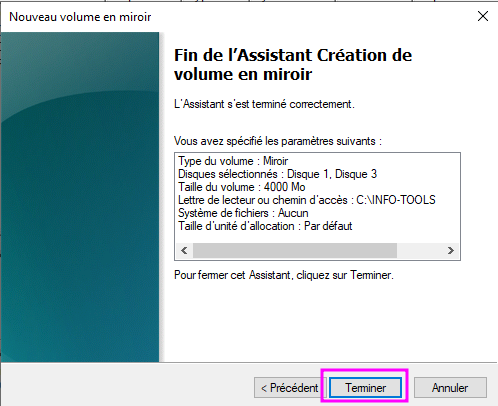 Nouveau volume en miroir
Fin de l'Assistant Création de
volume en miroir
L'Assistant s'est terminé correctement.
Vous avez spécifié les paramètres suivants :
Type du volume : Miroir
Disques sélectionnés : Disque 1, Disque 3
Taille du volume : 4000 Mo
Lettre de lecteur ou chemin d'accès : C:\INFO-TOOLS
Système de fichiers : Aucun
Taille d'unité d'allocation : Par défaut
Pour fermer cet Assistant, cliquez sur Terminer.
< Précédent
Terminer
Annuler